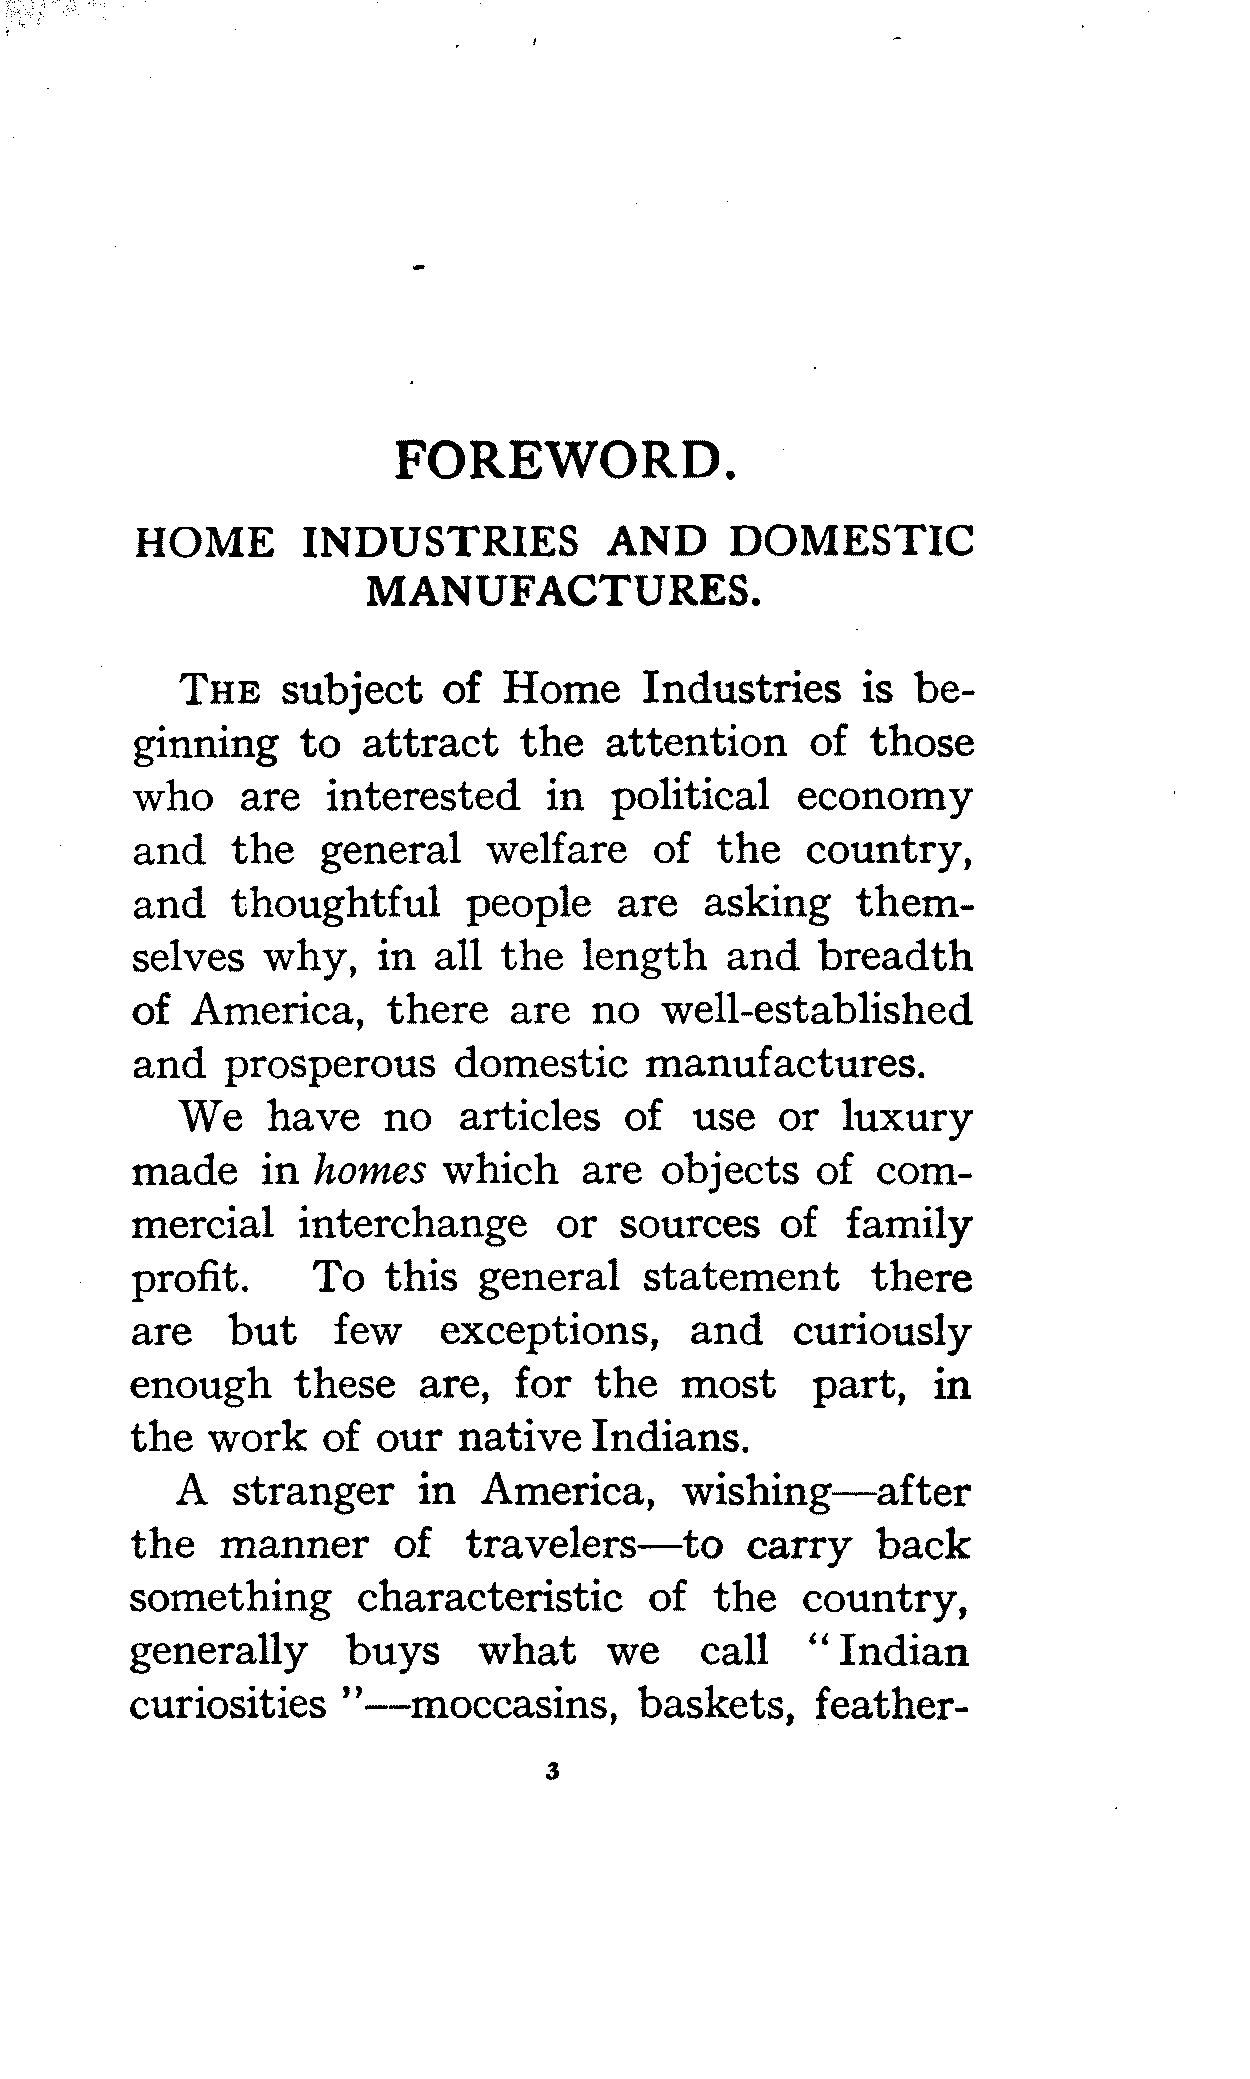 FOREWORD.
HOME INDUSTRIES AND DOMESTIC
MANUFACTURES.
THE subject of Home Industries is be-
ginning to attract the attention of those
who are interested in political economy
and the general welfare of the country,
and thoughtful people are asking them-
selves why, in all the length and breadth
of America, there are no well-established
and prosperous domestic manufactures.
We have no articles of use or luxury
made in homes which are objects of com-
mercial interchange or sources of family
profit. To this general statement there
are but few exceptions, and curiously
enough these are, for the most part, in
the work of our native Indians.
A stranger in America, wishing—after
the manner of travelers—to carry back
something characteristic of the country,
generally buys what we call “ Indian
curiosities ”—moccasins, baskets, feather-
3